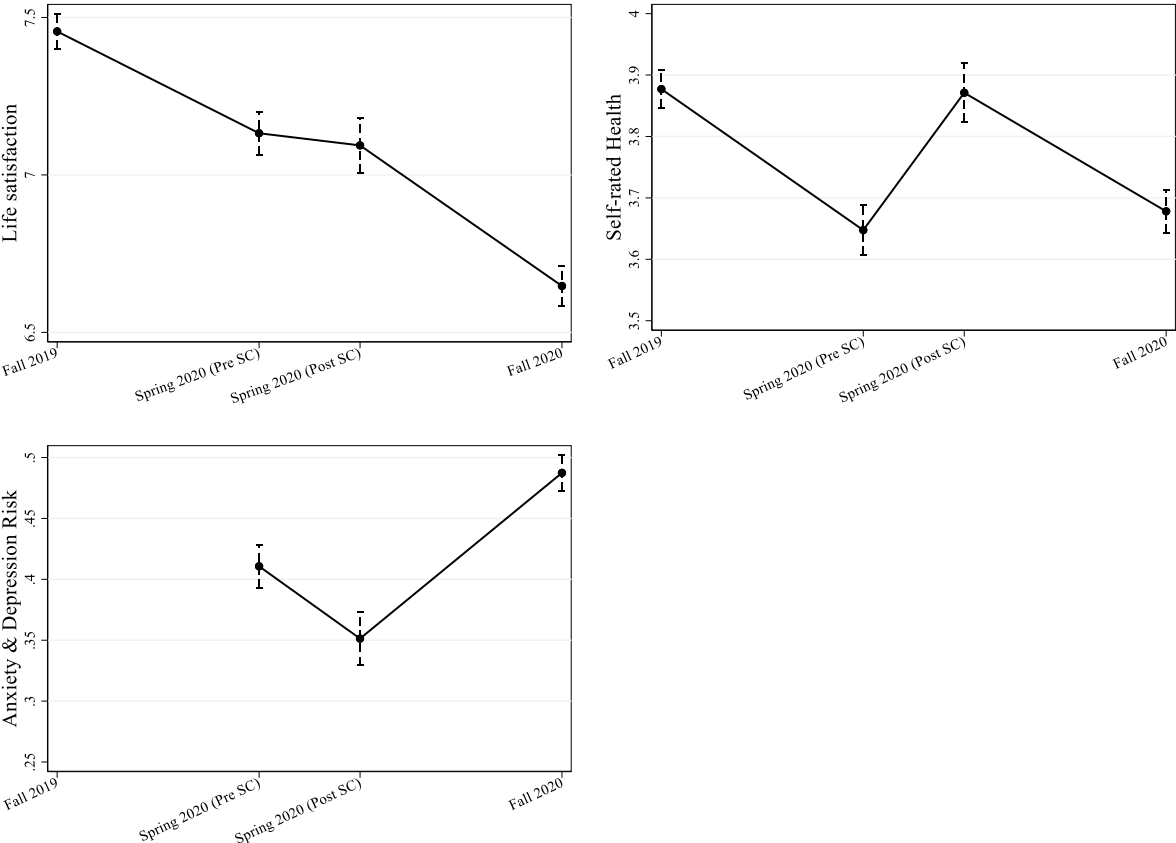 Life satisfaction
7.5
7
6.5
Fall 2019
Spring 2020 (Pre SC)
Spring 2020 (Post SC)
Fall 2020
Self-rated Health
4
3.9
3.8
3.7
3.6
3.5
Fall 2019
Spring 2020 (Pre SC)
Spring 2020 (Post SC)
Fall 2020
Anxiety & Depression Risk
.5
.45
.4
.35
.3
.25
Fall 2019
Spring 2020 (Pre SC)
Spring 2020 (Post SC)
Fall 2020